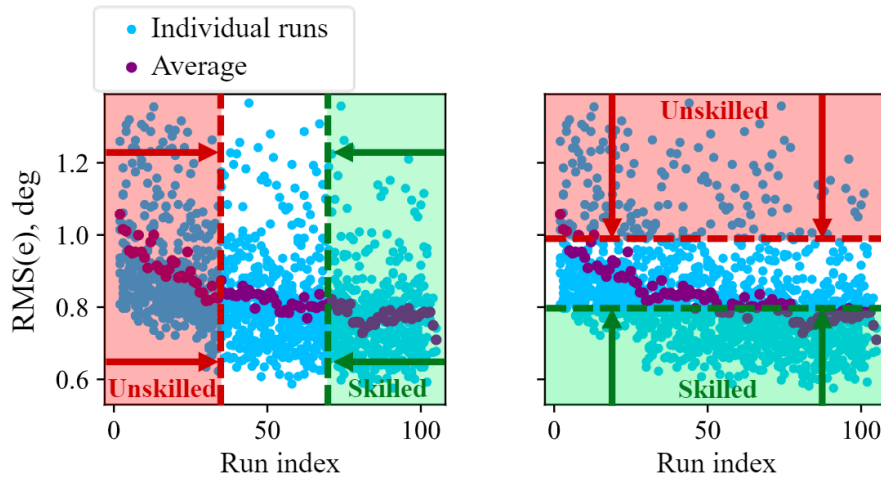 Individual runs
Average
RMS(e), deg
1.2
1.0
0.8
0.6
Unskilled
Skilled
0
50
100
Run index
Unskilled
Skilled
0
50
100
Run index